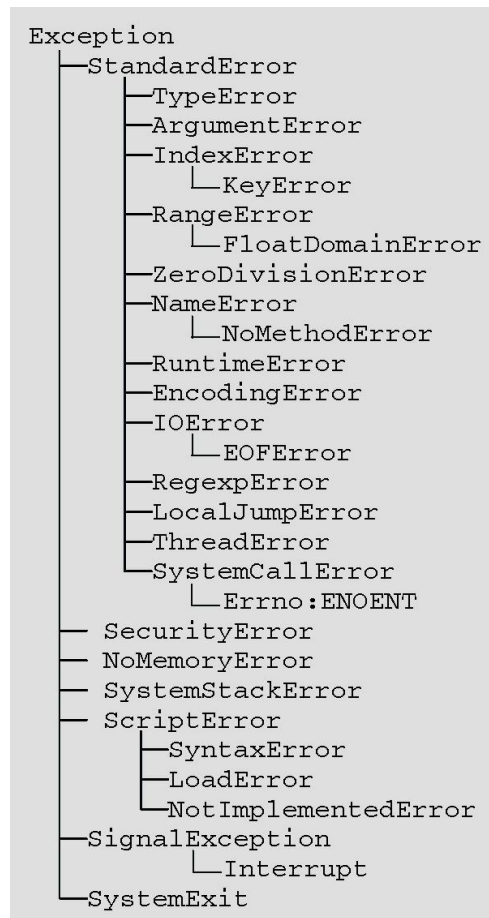 Exception
StandardError
TypeError
ArgumentError
IndexError
KeyError
RangeError
FloatDomainError
ZeroDivisionError
NameError
NoMethodError
RuntimeError
EncodingError
IOError
EOFError
RegexpError
LocalJumpError
ThreadError
SystemCallError
Errno:ENOENT
SecurityError
NoMemoryError
SystemStackError
ScriptError
SyntaxError
LoadError
NotImplementedError
SignalException
Interrupt
SystemExit